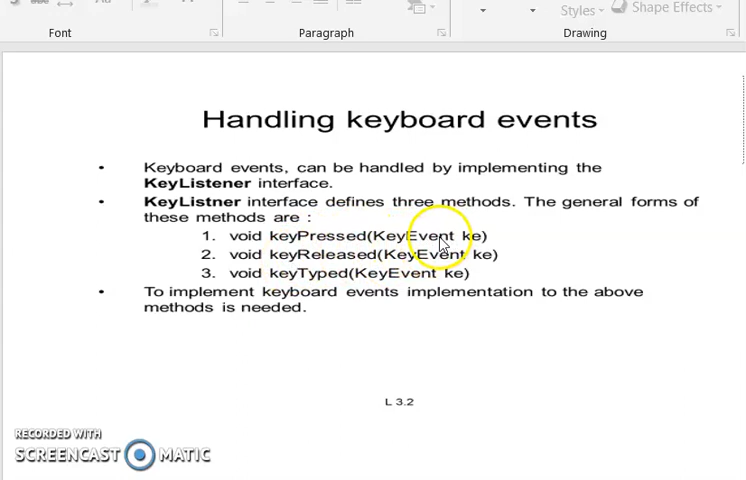 Styles
Shape Effects
Font
Paragraph
Drawing
Handling keyboard events
• Keyboard events, can be handled by implementing the
KeyListener interface.
• KeyListner interface defines three methods. The general forms of
these methods are :
1. void keyPressed(KeyEvent ke)
2. void keyReleased(KeyEvent ke)
3. void keyTyped(KeyEvent ke)
• To implement keyboard events implementation to the above
methods is needed.
L 3.2
RECORDED WITH
SCREENCAST MATIC